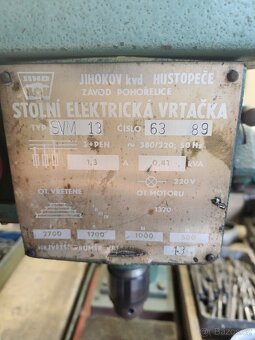 JIHOKOV kvd HUSTOPEČE
ZÁVOD POHOŘELICE
STOLNÍ ELEKTRICKÁ VRTAČKA
TYP SVM 13 ČÍSLO 63 89
3+PEN ~ 380/220, 50 Hz
1,3 A 0,41 kVA
220V
OT. VŘETENE OT. MOTORU
1370
2700 1700 1000 500
13